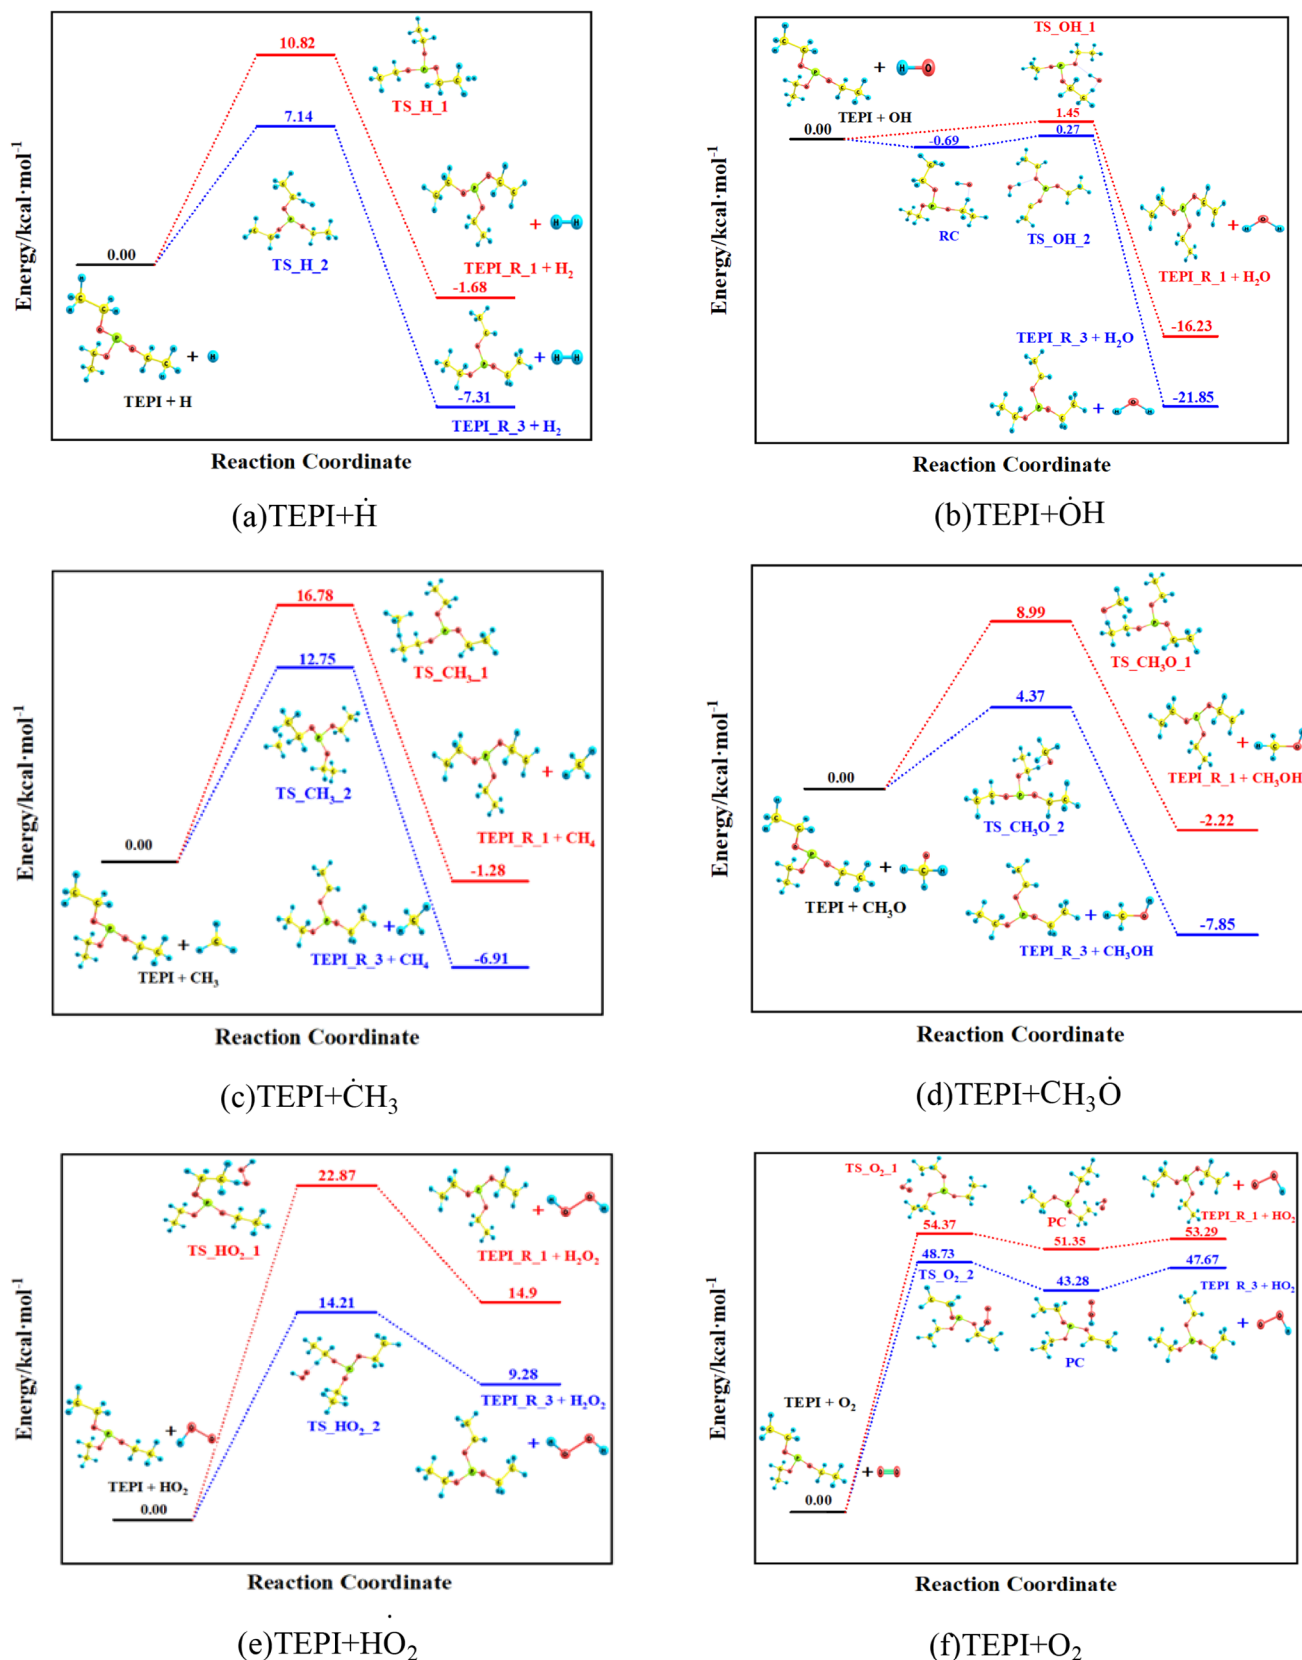 Energy/kcal·mol-1
10.82
TS_H_1
7.14
TS_H_2
0.00
TEPI + H
TEPI_R_1 + H2
-1.68
-7.31
TEPI_R_3 + H2
Reaction Coordinate
(a)TEPI+Ḣ
Energy/kcal·mol-1
TS_OH_1
TEPI + OH
0.00
1.45
-0.69
0.27
RC
TS_OH_2
TEPI_R_1 + H2O
-16.23
TEPI_R_3 + H2O
-21.85
Reaction Coordinate
(b)TEPI+ȮH
Energy/kcal·mol-1
16.78
TS_CH3_1
12.75
TS_CH3_2
0.00
TEPI + CH3
TEPI_R_1 + CH4
-1.28
TEPI_R_3 + CH4
-6.91
Reaction Coordinate
(c)TEPI+ĊH3
Energy/kcal·mol-1
8.99
TS_CH3O_1
4.37
TS_CH3O_2
0.00
TEPI + CH3O
TEPI_R_1 + CH3OH
-2.22
TEPI_R_3 + CH3OH
-7.85
Reaction Coordinate
(d)TEPI+CH3Ȯ
Energy/kcal·mol-1
22.87
TS_HO2_1
TEPI_R_1 + H2O2
14.9
14.21
TS_HO2_2
9.28
TEPI_R_3 + H2O2
TEPI + HO2
0.00
Reaction Coordinate
(e)TEPI+HȮ2
Energy/kcal·mol-1
TS_O2_1
54.37
PC
51.35
TEPI_R_1 + HO2
53.29
48.73
TS_O2_2
43.28
PC
47.67
TEPI_R_3 + HO2
TEPI + O2
0.00
Reaction Coordinate
(f)TEPI+O2